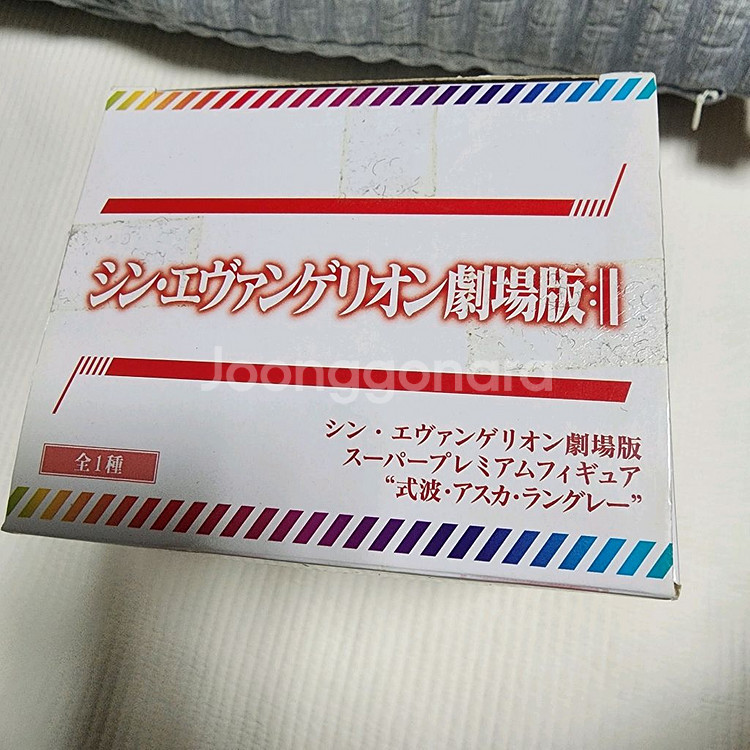 シン・エヴァンゲリオン劇場版:||
Joonggonara
シン・エヴァンゲリオン劇場版
スーパープレミアムフィギュア
“式波・アスカ・ラングレー”
全1種